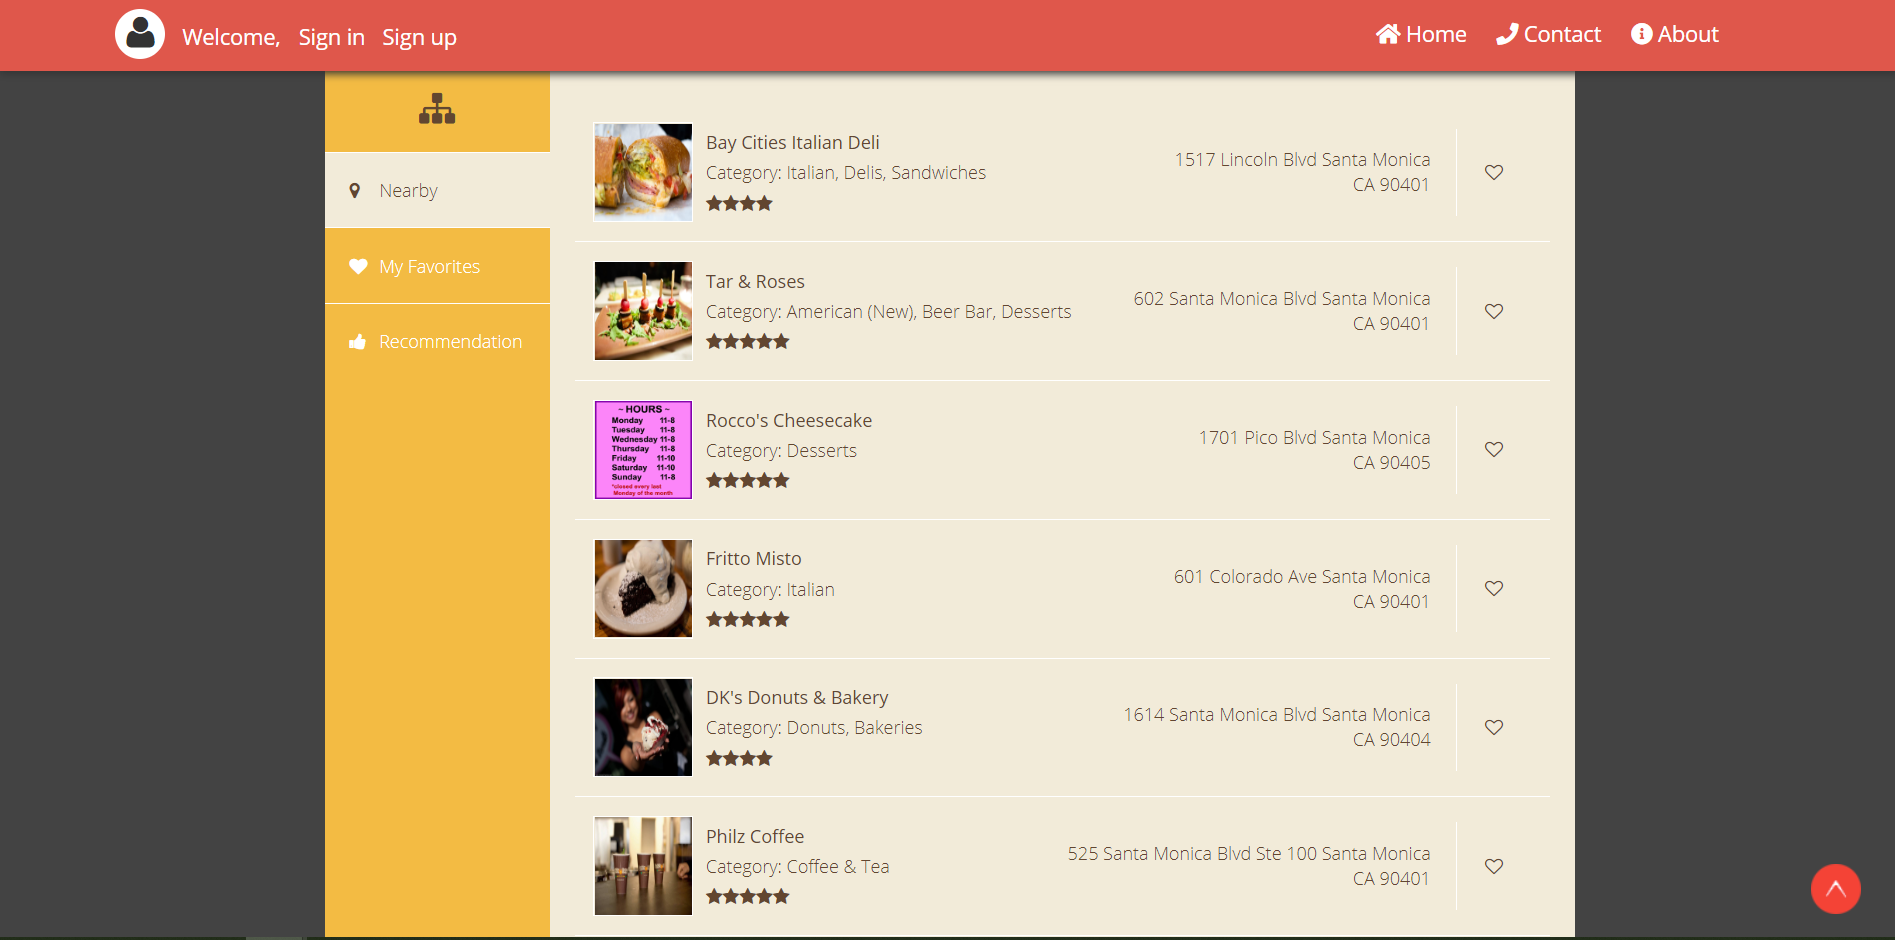 Welcome, Sign in Sign up
Home Contact About
Nearby
My Favorites
Recommendation
Bay Cities Italian Deli
Category: Italian, Delis, Sandwiches
1517 Lincoln Blvd Santa Monica
CA 90401
Tar & Roses
Category: American (New), Beer Bar, Desserts
602 Santa Monica Blvd Santa Monica
CA 90401
~ HOURS ~
Monday 11-8
Tuesday 11-8
Wednesday 11-8
Thursday 11-8
Friday 11-10
Saturday 11-10
Sunday 11-8
*closed every last
Monday of the month
Rocco's Cheesecake
Category: Desserts
1701 Pico Blvd Santa Monica
CA 90405
Fritto Misto
Category: Italian
601 Colorado Ave Santa Monica
CA 90401
DK's Donuts & Bakery
Category: Donuts, Bakeries
1614 Santa Monica Blvd Santa Monica
CA 90404
Philz Coffee
Category: Coffee & Tea
525 Santa Monica Blvd Ste 100 Santa Monica
CA 90401